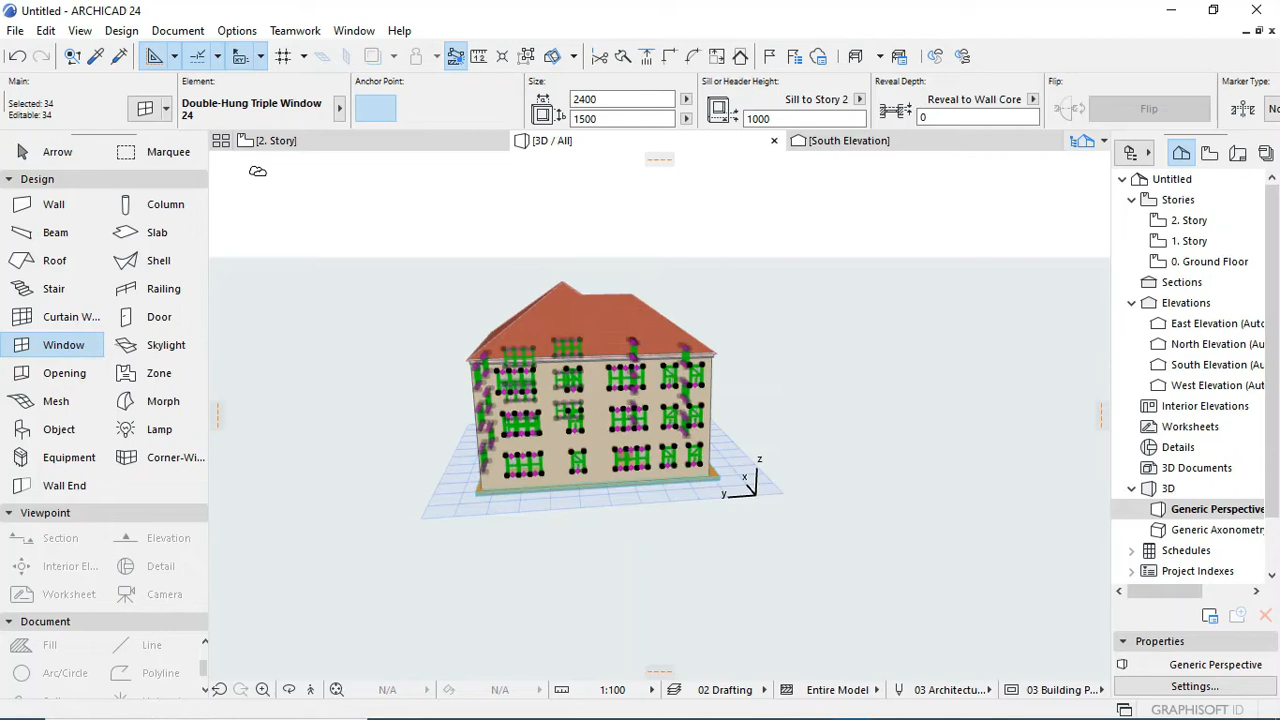 Untitled - ARCHICAD 24
File Edit View Design Document Options Teamwork Window Help
Main:
Selected: 34
Editable: 34
Element:
Double-Hung Triple Window
24
Anchor Point:
Size:
2400
1500
Sill or Header Height:
Sill to Story 2
1000
Reveal Depth:
Reveal to Wall Core
0
Flip:
Flip
Marker Type:
No
[2. Story]
[3D / All]
[South Elevation]
Arrow Marquee
Design
Wall Column
Beam Slab
Roof Shell
Stair Railing
Curtain W... Door
Window Skylight
Opening Zone
Mesh Morph
Object Lamp
Equipment Corner-Wi...
Wall End
Viewpoint
Section Elevation
Interior El... Detail
Worksheet Camera
Document
Fill Line
Arc/Circle Polyline
z
x
y
Untitled
Stories
2. Story
1. Story
0. Ground Floor
Sections
Elevations
East Elevation (Auto
North Elevation (Au
South Elevation (Au
West Elevation (Aut
Interior Elevations
Worksheets
Details
3D Documents
3D
Generic Perspective
Generic Axonometr
Schedules
Project Indexes
Properties
Generic Perspective
Settings...
N/A N/A 1:100 02 Drafting Entire Model 03 Architectu... 03 Building P...
GRAPHISOFT ID